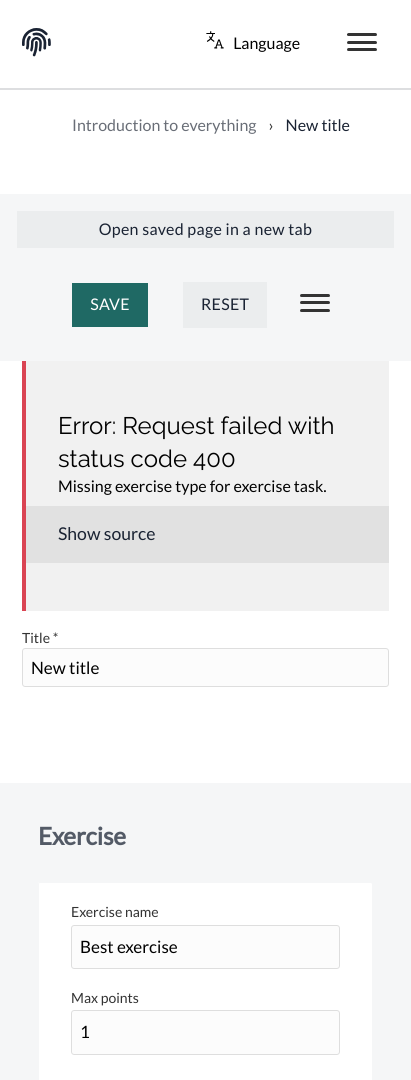 Language
Introduction to everything › New title
Open saved page in a new tab
SAVE
RESET
Error: Request failed with
status code 400
Missing exercise type for exercise task.
Show source
Title *
New title
Exercise
Exercise name
Best exercise
Max points
1